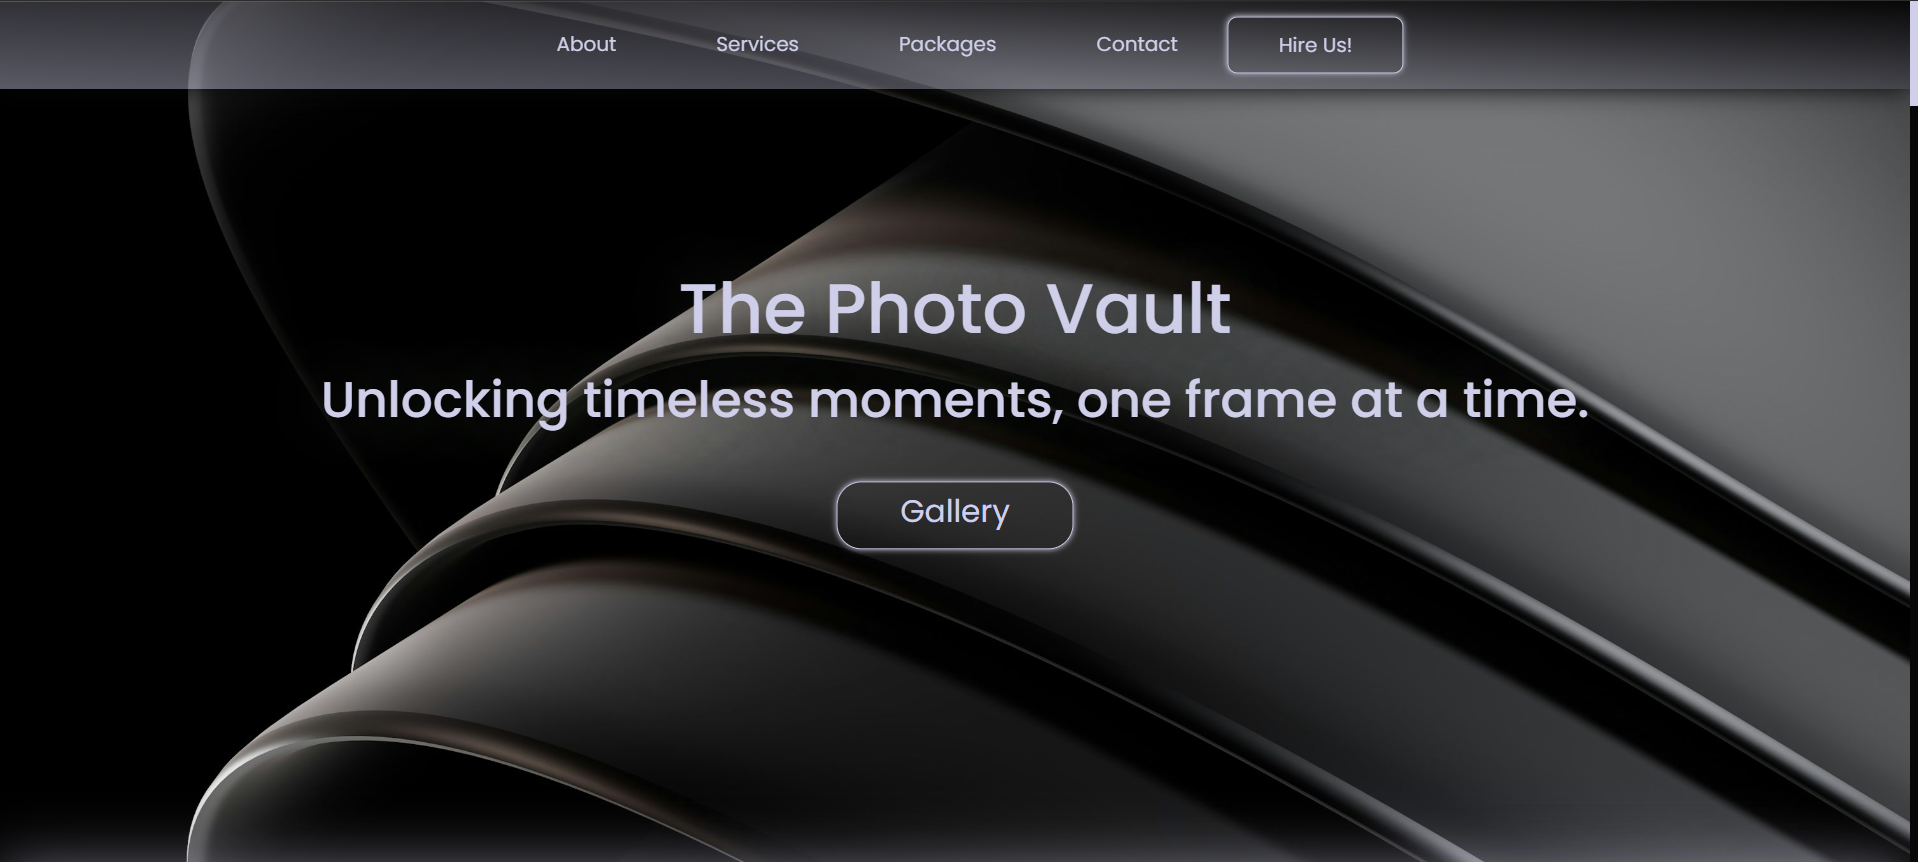 About Services Packages Contact Hire Us!
The Photo Vault
Unlocking timeless moments, one frame at a time.
Gallery